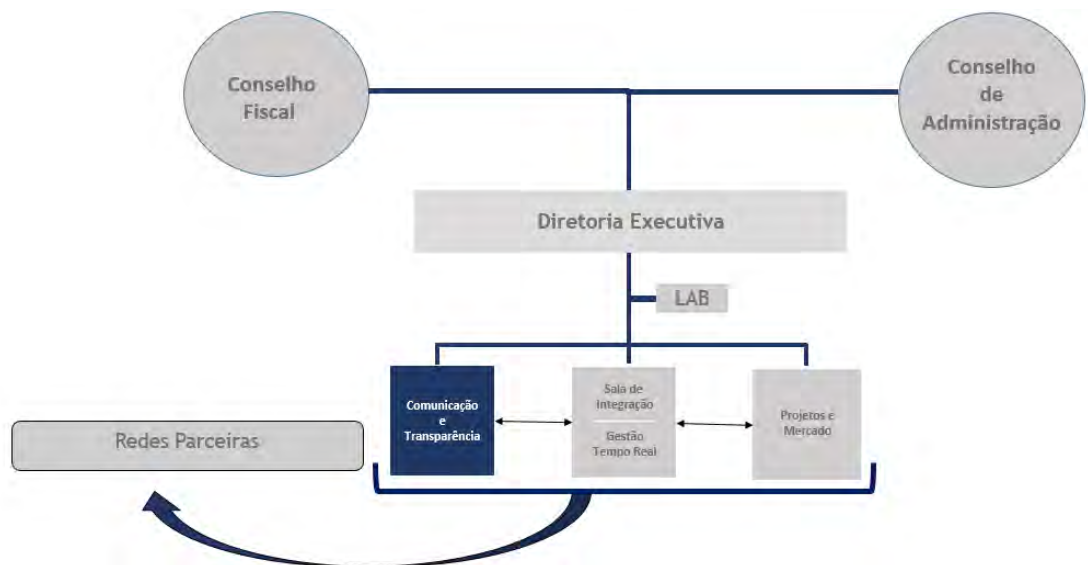 Conselho
Fiscal
Conselho
de
Administração
Diretoria Executiva
LAB
Comunicação
e
Transparência
Sala de
Integração
Gestão
Tempo Real
Projetos e
Mercado
Redes Parceiras